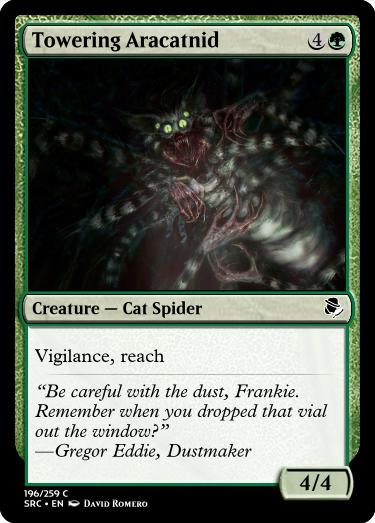 Towering Aracatnid 4
Creature — Cat Spider
Vigilance, reach
“Be careful with the dust, Frankie.
Remember when you dropped that vial
out the window?”
—Gregor Eddie, Dustmaker
4/4
196/259 C
SRC • EN David Romero